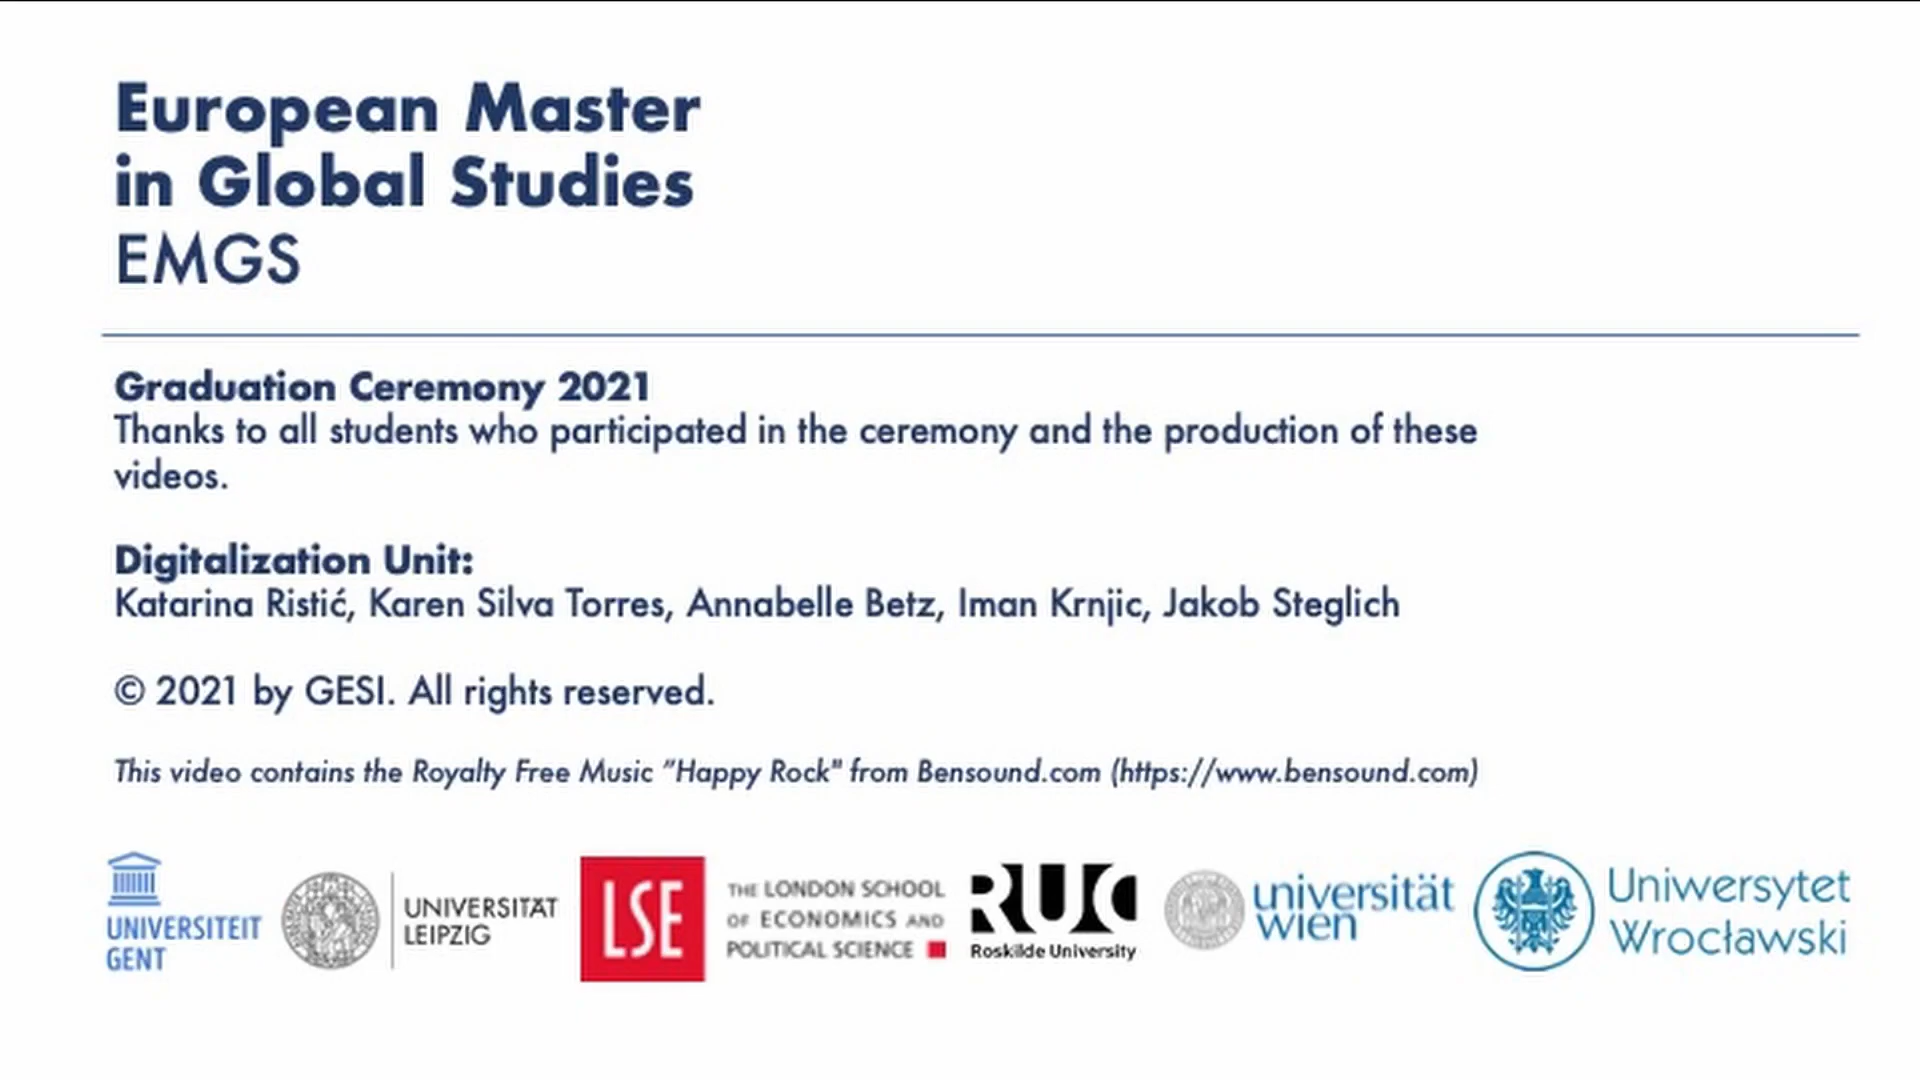 European Master
in Global Studies
EMGS
Graduation Ceremony 2021
Thanks to all students who participated in the ceremony and the production of these
videos.
Digitalization Unit:
Katarina Ristić, Karen Silva Torres, Annabelle Betz, Iman Krnjic, Jakob Steglich
© 2021 by GESI. All rights reserved.
This video contains the Royalty Free Music "Happy Rock" from Bensound.com (https://www.bensound.com)
UNIVERSITEIT
GENT
UNIVERSITÄT
LEIPZIG
LSE
THE LONDON SCHOOL
OF ECONOMICS AND
POLITICAL SCIENCE
RUC
Roskilde University
universität
wien
Uniwersytet
Wrocławski